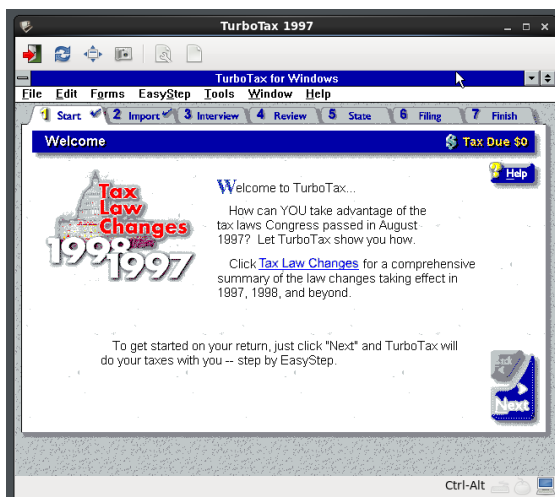 TurboTax 1997
TurboTax for Windows
File Edit Forms EasyStep Tools Window Help
1 Start 2 Import 3 Interview 4 Review 5 State 6 Filing 7 Finish
Welcome
$ Tax Due $0
? Help
Tax
Law
Changes
1998
1997
Welcome to TurboTax...
How can YOU take advantage of the
tax laws Congress passed in August
1997? Let TurboTax show you how.
Click Tax Law Changes for a comprehensive
summary of the law changes taking effect in
1997, 1998, and beyond.
To get started on your return, just click "Next" and TurboTax will
do your taxes with you -- step by EasyStep.
Back
Next
Ctrl-Alt